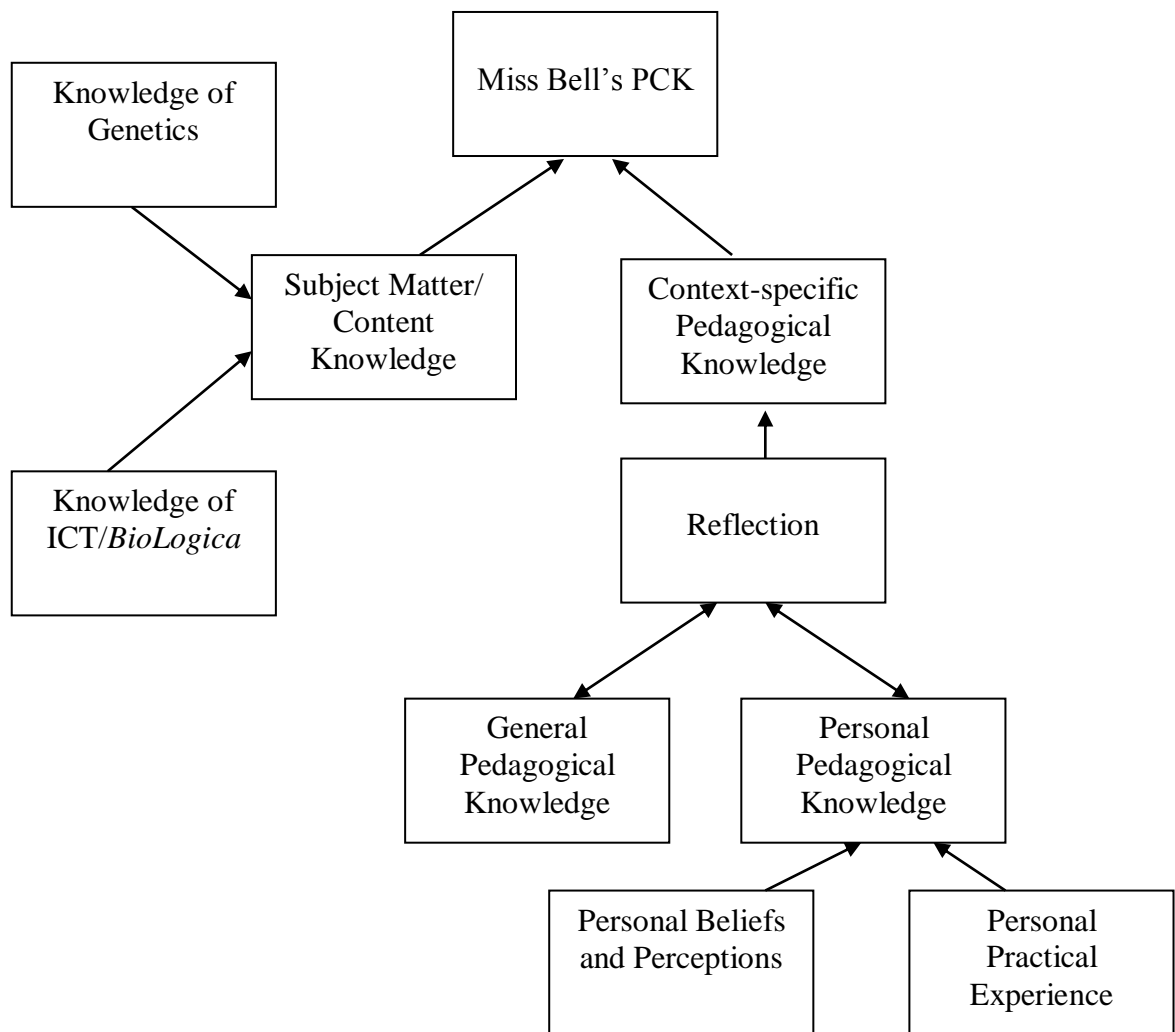 Miss Bell’s PCK
Knowledge of
Genetics
Subject Matter/
Content
Knowledge
Context-specific
Pedagogical
Knowledge
Knowledge of
ICT/BioLogica
Reflection
General
Pedagogical
Knowledge
Personal
Pedagogical
Knowledge
Personal Beliefs
and Perceptions
Personal
Practical
Experience